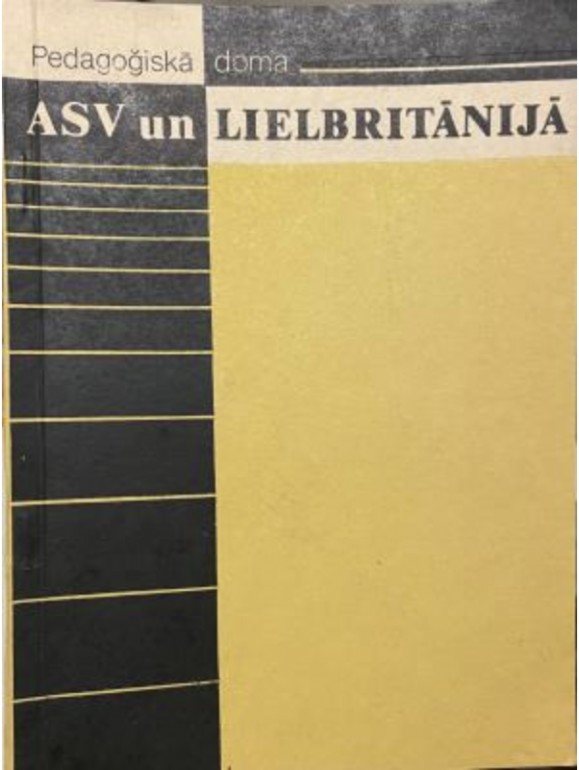 Pedagoģiskā doma
ASV un LIELBRITĀNIJĀ